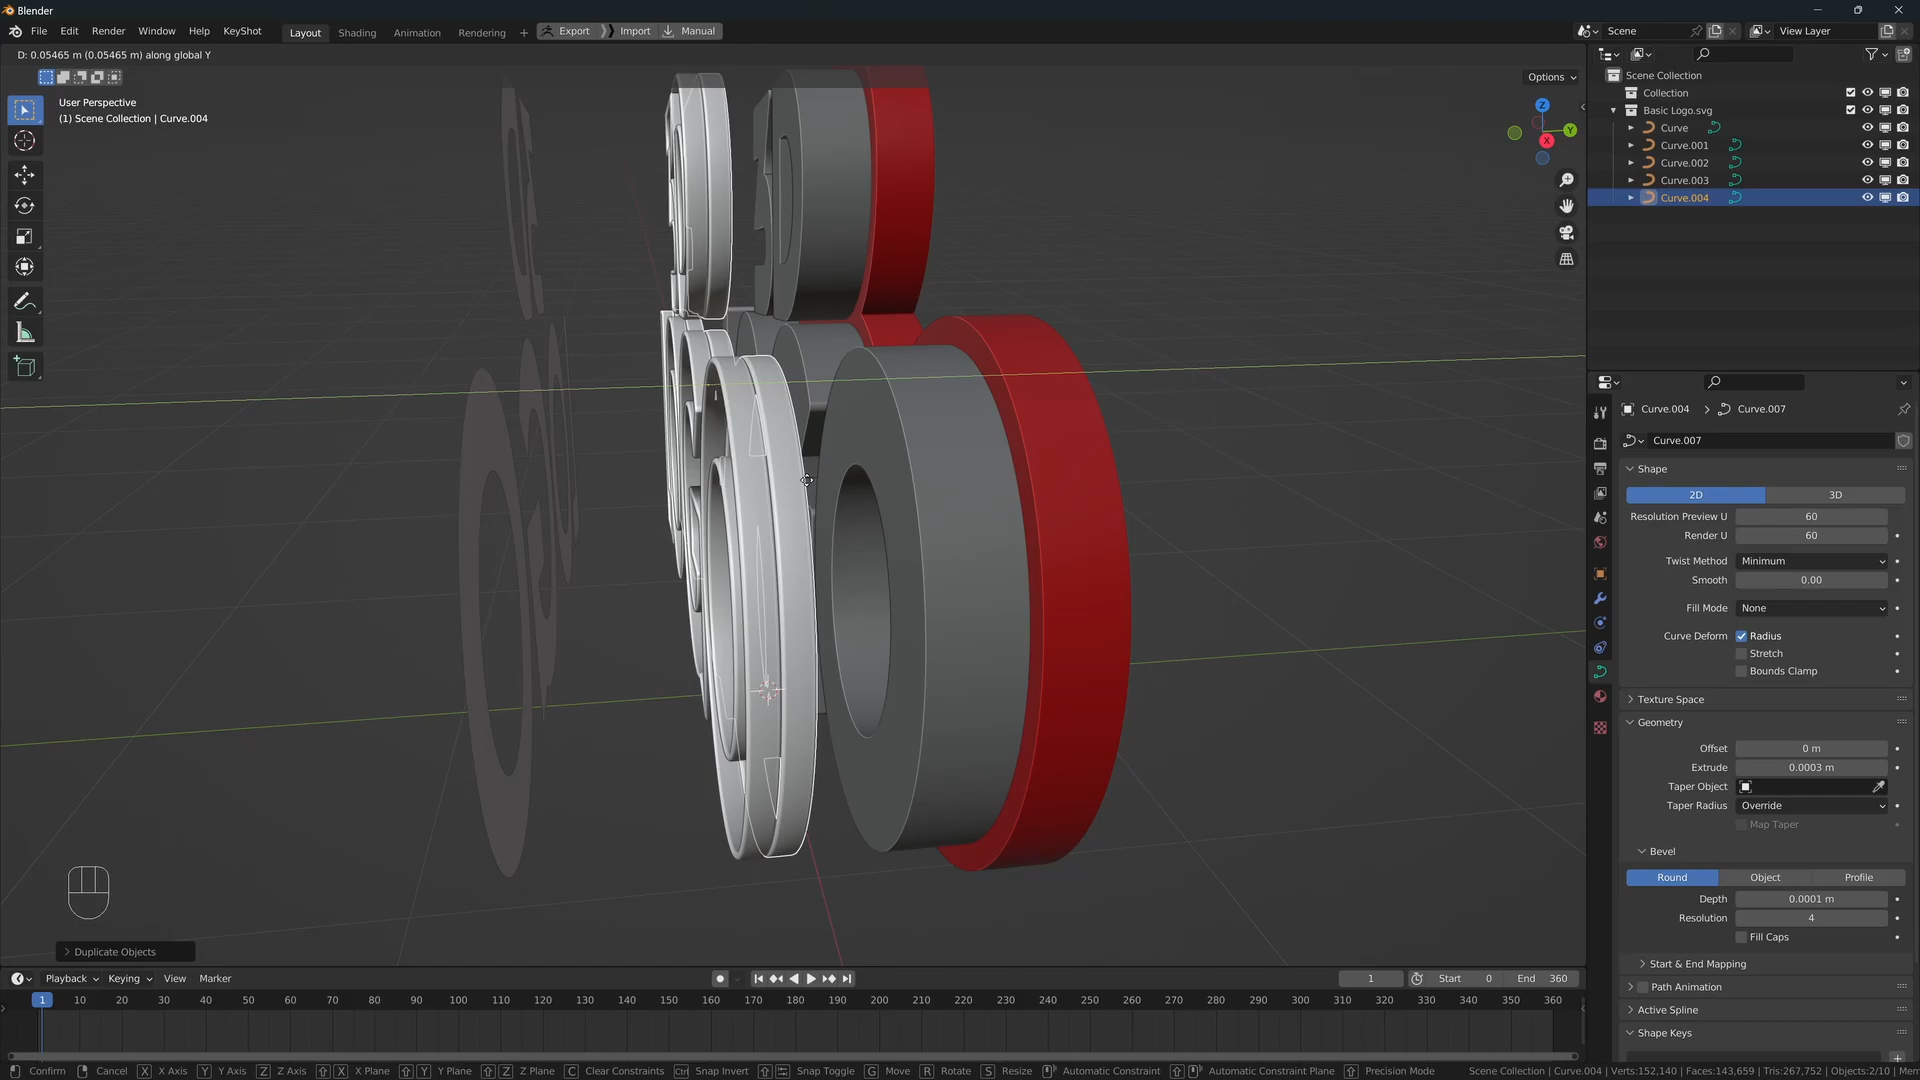 Blender
File Edit Render Window Help KeyShot
Layout Shading Animation Rendering + Export Import Manual
Scene View Layer
D: 0.05465 m (0.05465 m) along global Y
Options
User Perspective
(1) Scene Collection | Curve.004
Z
Y
X
Scene Collection
Collection
Basic Logo.svg
Curve
Curve.001
Curve.002
Curve.003
Curve.004
Curve.004 > Curve.007
Curve.007
Shape
2D 3D
Resolution Preview U 60
Render U 60
Twist Method Minimum
Smooth 0.00
Fill Mode None
Curve Deform Radius
Stretch
Bounds Clamp
Texture Space
Geometry
Offset 0 m
Extrude 0.0003 m
Taper Object
Taper Radius Override
Map Taper
Bevel
Round Object Profile
Depth 0.0001 m
Resolution 4
Fill Caps
Start & End Mapping
Path Animation
Active Spline
Shape Keys
Duplicate Objects
Playback Keying View Marker
1 Start 0 End 360
1 10 20 30 40 50 60 70 80 90 100 110 120 130 140 150 160 170 180 190 200 210 220 230 240 250 260 270 280 290 300 310 320 330 340 350 360
Confirm Cancel X X Axis Y Y Axis Z Z Axis X X Plane Y Y Plane Z Z Plane C Clear Constraints Ctrl Snap Invert Snap Toggle G Move R Rotate S Resize Automatic Constraint Automatic Constraint Plane Precision Mode
Scene Collection | Curve.004 | Verts:152,140 | Faces:143,659 | Tris:267,752 | Objects:2/10 | Mem